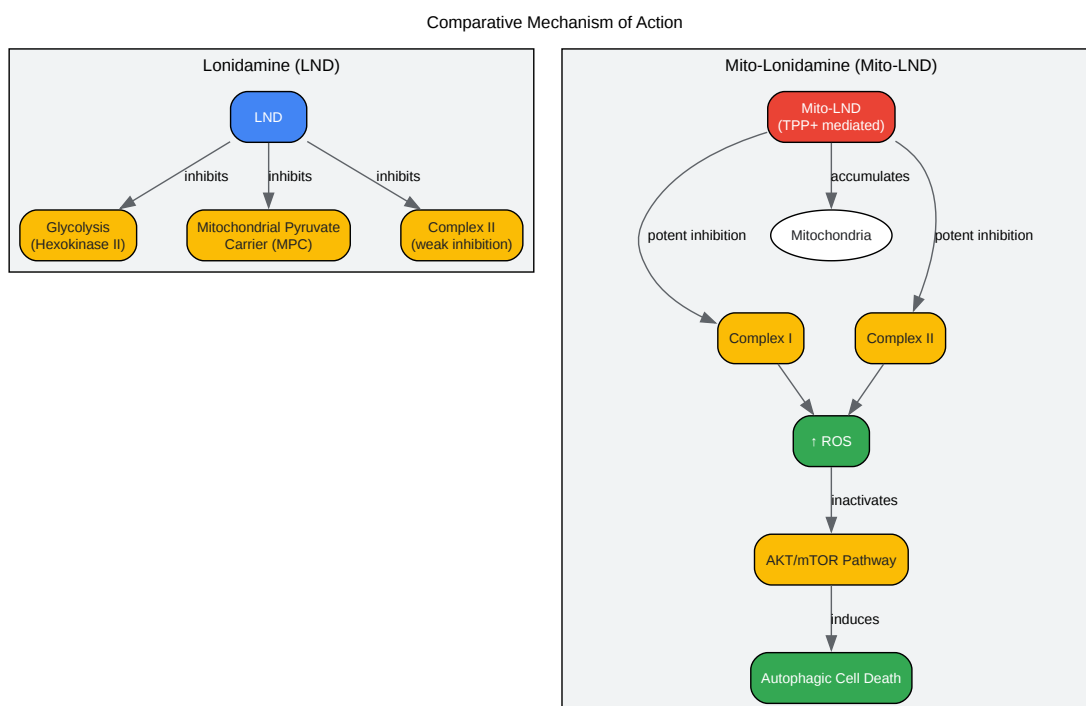 Comparative Mechanism of Action
Lonidamine (LND)
LND
inhibits
inhibits
inhibits
Glycolysis
(Hexokinase II)
Mitochondrial Pyruvate
Carrier (MPC)
Complex II
(weak inhibition)
Mito-Lonidamine (Mito-LND)
Mito-LND
(TPP+ mediated)
accumulates
potent inhibition
Mitochondria
potent inhibition
Complex I
Complex II
↑ ROS
inactivates
AKT/mTOR Pathway
induces
Autophagic Cell Death